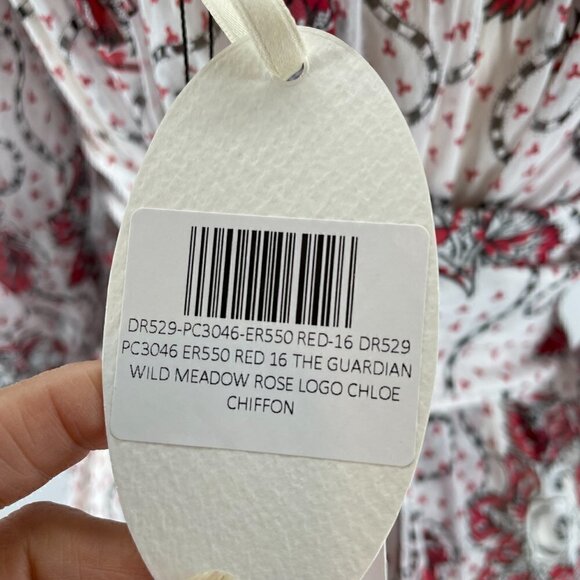 DR529-PC3046-ER550 RED-16 DR529
PC3046 ER550 RED 16 THE GUARDIAN
WILD MEADOW ROSE LOGO CHLOE
CHIFFON